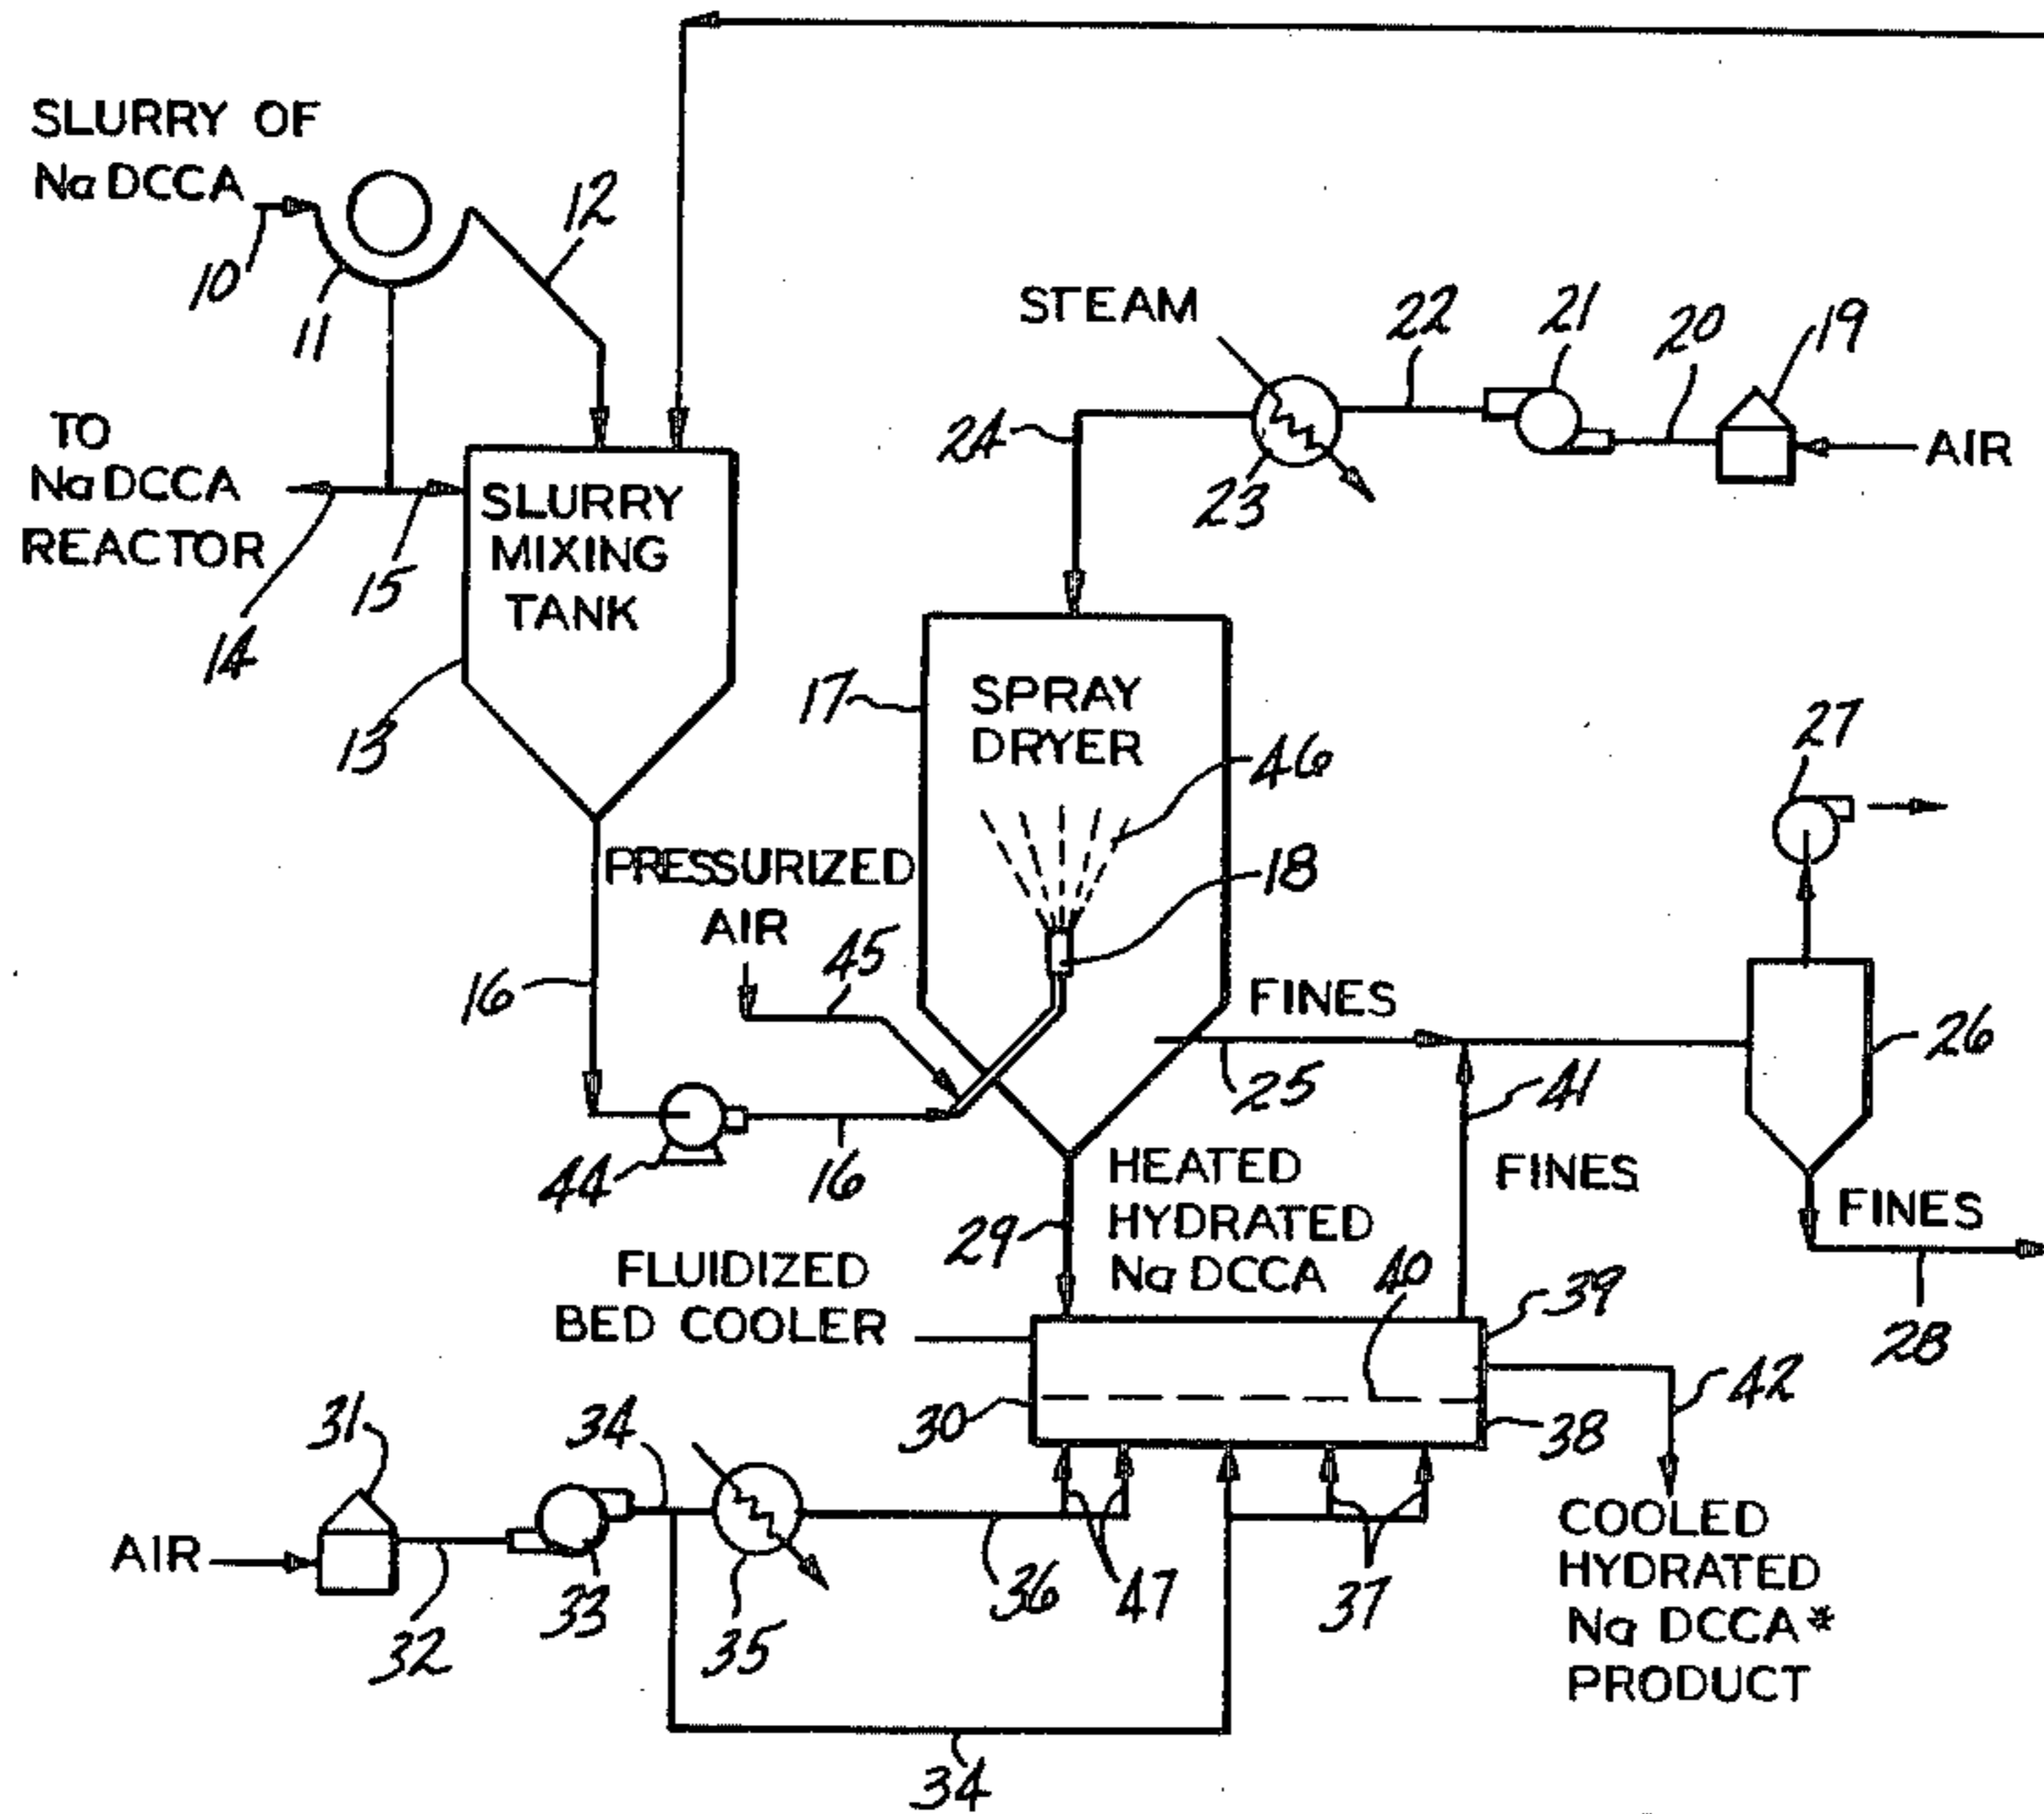 SLURRY OF
Na DCCA
10
11
12
TO
Na DCCA
REACTOR
14
15
SLURRY
MIXING
TANK
13
STEAM
22
21
20
19
AIR
24
23
17
SPRAY
DRYER
46
18
27
PRESSURIZED
AIR
45
16
FINES
25
26
41
44
16
HEATED
HYDRATED
Na DCCA
29
FINES
FINES
28
FLUIDIZED
BED COOLER
40
39
42
30
38
31
34
AIR
32
33
35
36
47
37
COOLED
HYDRATED
Na DCCA*
PRODUCT
34